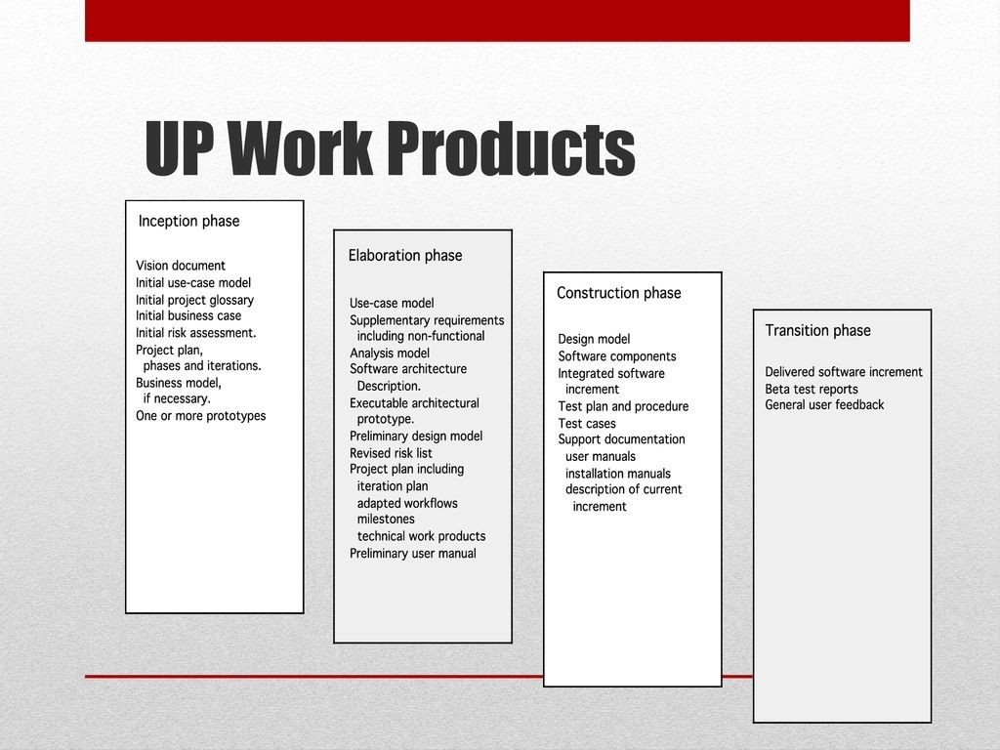 UP Work Products
Inception phase
Vision document
Initial use-case model
Initial project glossary
Initial business case
Initial risk assessment.
Project plan,
phases and iterations.
Business model,
if necessary.
One or more prototypes
Elaboration phase
Use-case model
Supplementary requirements
including non-functional
Analysis model
Software architecture
Description.
Executable architectural
prototype.
Preliminary design model
Revised risk list
Project plan including
iteration plan
adapted workflows
milestones
technical work products
Preliminary user manual
Construction phase
Design model
Software components
Integrated software
increment
Test plan and procedure
Test cases
Support documentation
user manuals
installation manuals
description of current
increment
Transition phase
Delivered software increment
Beta test reports
General user feedback